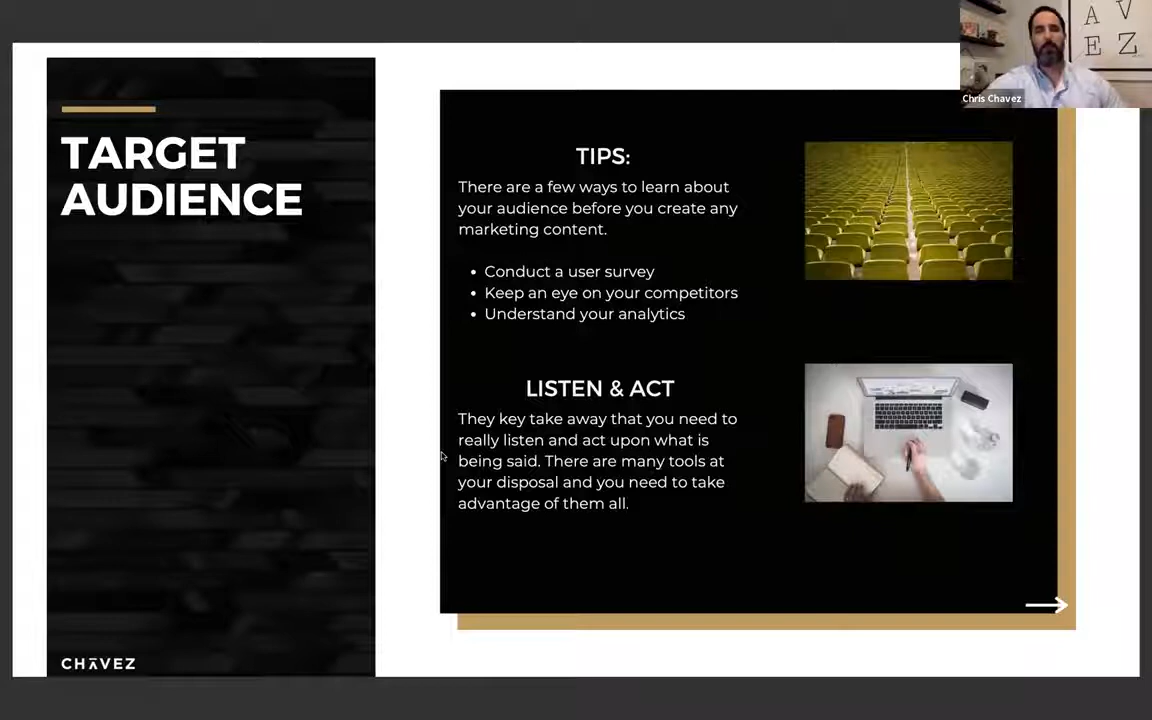 A V
E Z
Chris Chavez
TARGET
AUDIENCE
TIPS:
There are a few ways to learn about
your audience before you create any
marketing content.
• Conduct a user survey
• Keep an eye on your competitors
• Understand your analytics
LISTEN & ACT
They key take away that you need to
really listen and act upon what is
being said. There are many tools at
your disposal and you need to take
advantage of them all.
CHĀVEZ